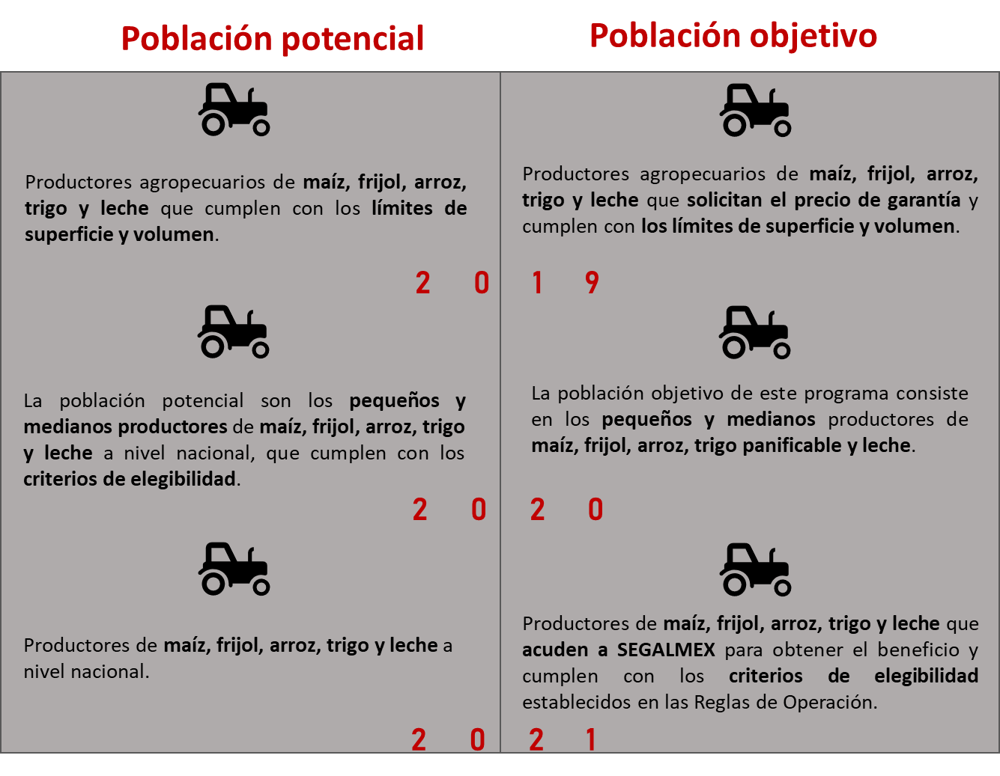 Población potencial
Población objetivo
Productores agropecuarios de maíz, frijol, arroz,
trigo y leche que cumplen con los límites de
superficie y volumen.
Productores agropecuarios de maíz, frijol, arroz,
trigo y leche que solicitan el precio de garantía y
cumplen con los límites de superficie y volumen.
2 0 1 9
La población potencial son los pequeños y
medianos productores de maíz, frijol, arroz, trigo
y leche a nivel nacional, que cumplen con los
criterios de elegibilidad.
La población objetivo de este programa consiste
en los pequeños y medianos productores de
maíz, frijol, arroz, trigo panificable y leche.
2 0 2 0
Productores de maíz, frijol, arroz, trigo y leche a
nivel nacional.
Productores de maíz, frijol, arroz, trigo y leche que
acuden a SEGALMEX para obtener el beneficio y
cumplen con los criterios de elegibilidad
establecidos en las Reglas de Operación.
2 0 2 1